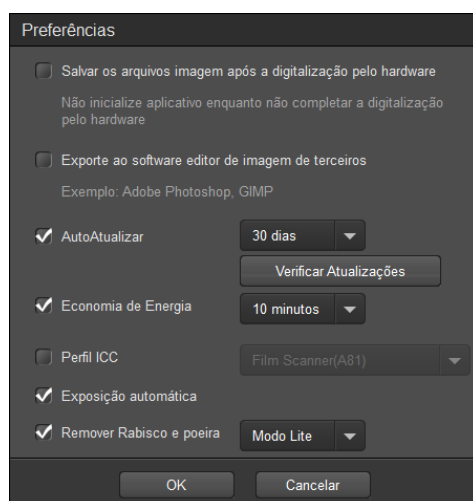 Preferências
Salvar os arquivos imagem após a digitalização pelo hardware
Não inicialize aplicativo enquanto não completar a digitalização
pelo hardware
Exporte ao software editor de imagem de terceiros
Exemplo: Adobe Photoshop, GIMP
AutoAtualizar 30 dias
Verificar Atualizações
Economia de Energia 10 minutos
Perfil ICC Film Scanner(A81)
Exposição automática
Remover Rabisco e poeira Modo Lite
OK Cancelar